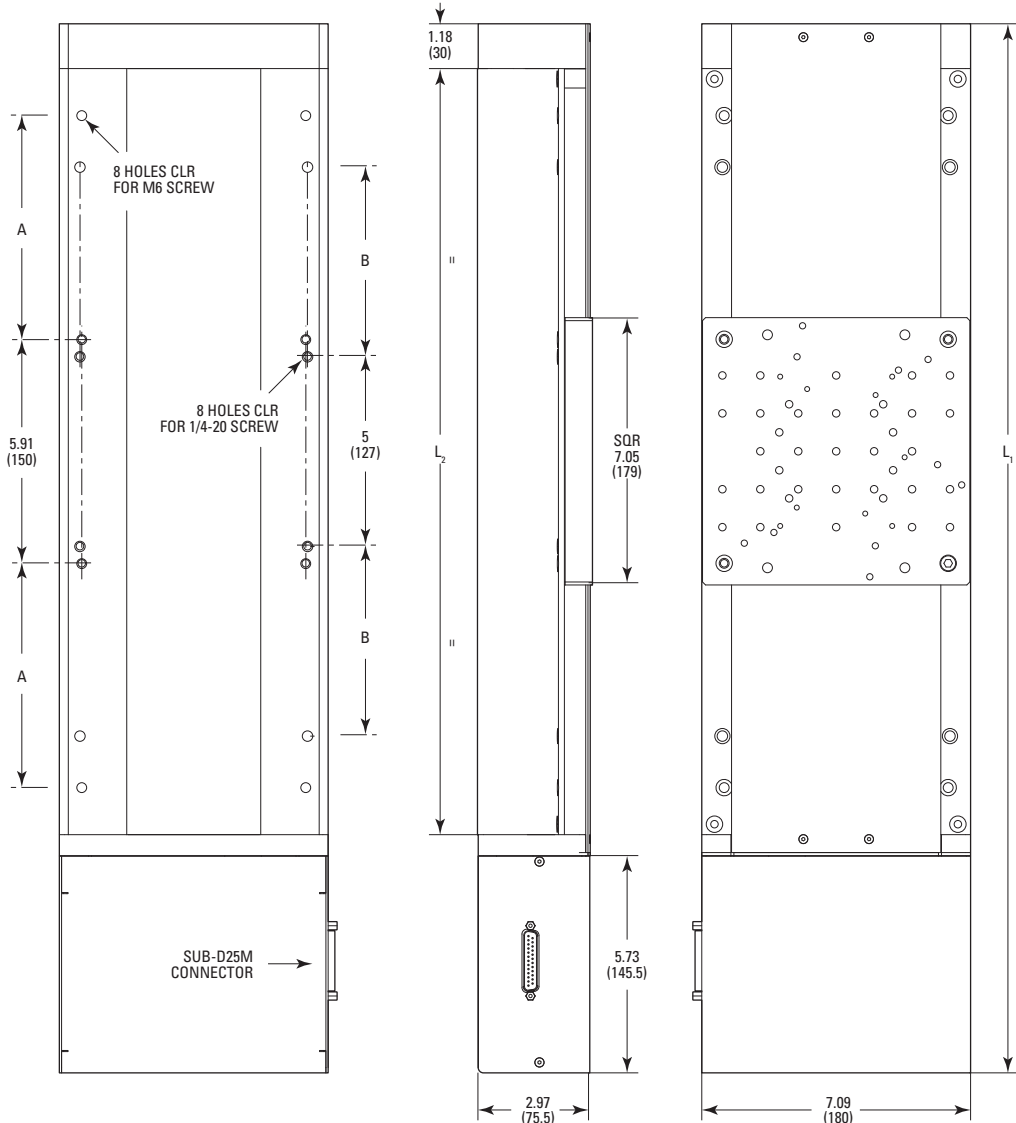 1.18
(30)
8 HOLES CLR
FOR M6 SCREW
A
B
=
8 HOLES CLR
FOR 1/4-20 SCREW
5.91
(150)
5
(127)
L2
SQR
7.05
(179)
L1
A
B
=
SUB-D25M
CONNECTOR
5.73
(145.5)
2.97
(75.5)
7.09
(180)